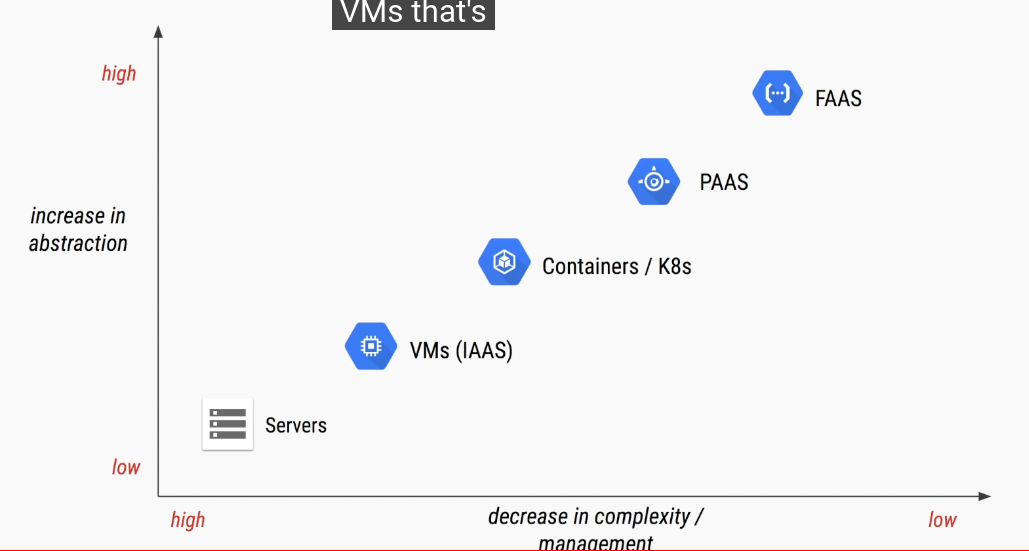 VMs that's
high
FAAS
PAAS
increase in
abstraction
Containers / K8s
VMs (IAAS)
Servers
low
high
decrease in complexity /
management
low